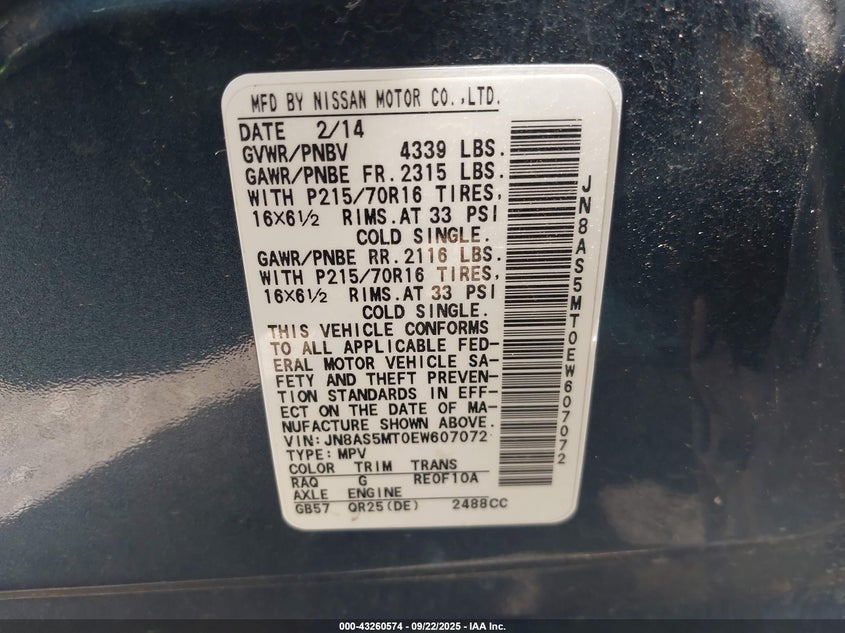 MFD BY NISSAN MOTOR CO.,LTD.
DATE 2/14
GVWR/PNBV 4339 LBS.
GAWR/PNBE FR.2315 LBS.
WITH P215/70R16 TIRES,
16X6½ RIMS.AT 33 PSI
COLD SINGLE.
GAWR/PNBE RR.2116 LBS.
WITH P215/70R16 TIRES,
16X6½ RIMS.AT 33 PSI
COLD SINGLE.
THIS VEHICLE CONFORMS
TO ALL APPLICABLE FED-
ERAL MOTOR VEHICLE SA-
FETY AND THEFT PREVEN-
TION STANDARDS IN EFF-
ECT ON THE DATE OF MA-
NUFACTURE SHOWN ABOVE.
VIN:JN8AS5MT0EW607072
TYPE:MPV
COLOR TRIM TRANS
RAQ G RE0F10A
AXLE ENGINE
GB57 QR25(DE) 2488CC
JN8AS5MT0EW607072
000-43260574 - 09/22/2025 - IAA Inc.